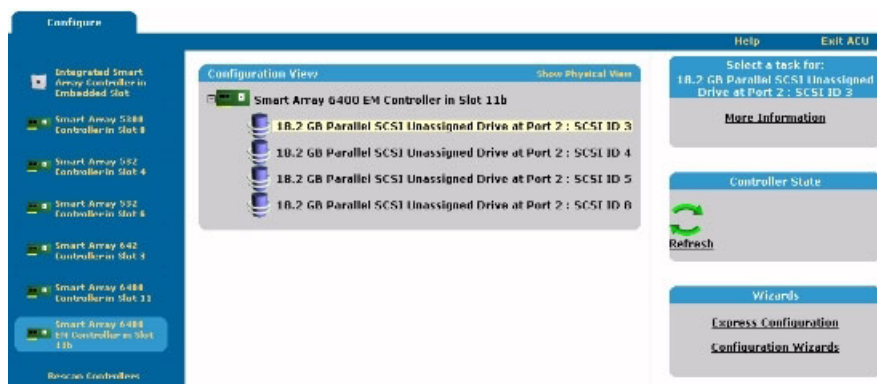 Configure
Help
Exit ACU
Integrated Smart
Array Controller in
Embedded Slot
Smart Array 5300
Controller in Slot 8
Smart Array 532
Controller in Slot 4
Smart Array 532
Controller in Slot 6
Smart Array 642
Controller in Slot 3
Smart Array 6400
Controller in Slot 11
Smart Array 6400
EM Controller in Slot
11b
Rescan Controllers
Configuration View
Show Physical View
Smart Array 6400 EM Controller in Slot 11b
18.2 GB Parallel SCSI Unassigned Drive at Port 2 : SCSI ID 3
18.2 GB Parallel SCSI Unassigned Drive at Port 2 : SCSI ID 4
18.2 GB Parallel SCSI Unassigned Drive at Port 2 : SCSI ID 5
18.2 GB Parallel SCSI Unassigned Drive at Port 2 : SCSI ID 8
Select a task for:
18.2 GB Parallel SCSI Unassigned
Drive at Port 2 : SCSI ID 3
More Information
Controller State
Refresh
Wizards
Express Configuration
Configuration Wizards